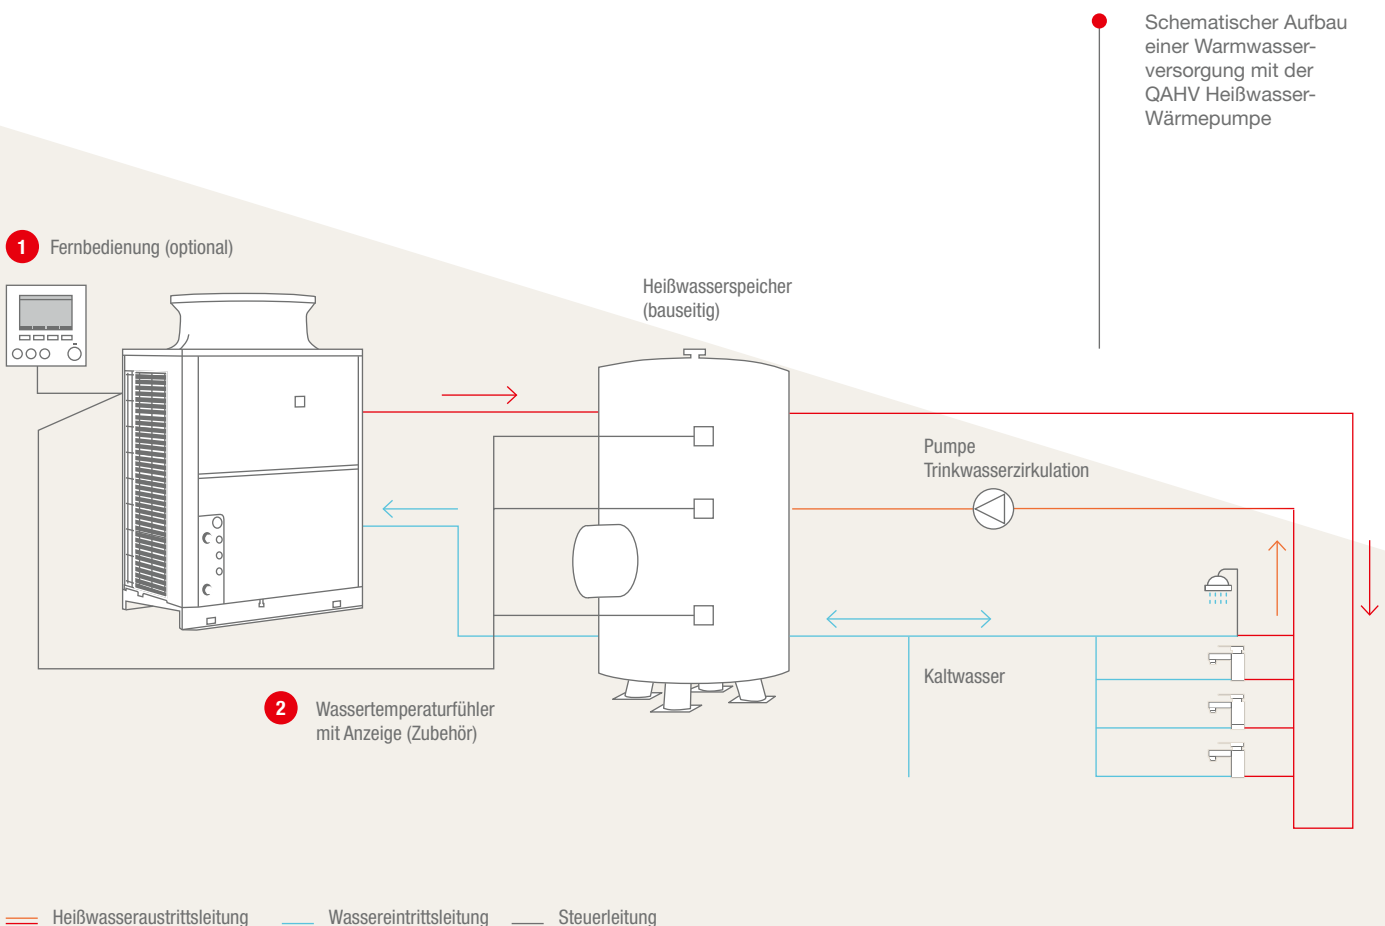 Schematischer Aufbau
einer Warmwasser-
versorgung mit der
QAHV Heißwasser-
Wärmepumpe
1 Fernbedienung (optional)
Heißwasserspeicher
(bauseitig)
Pumpe
Trinkwasserzirkulation
Kaltwasser
2 Wassertemperaturfühler
mit Anzeige (Zubehör)
Heißwasseraustrittsleitung Wassereintrittsleitung Steuerleitung